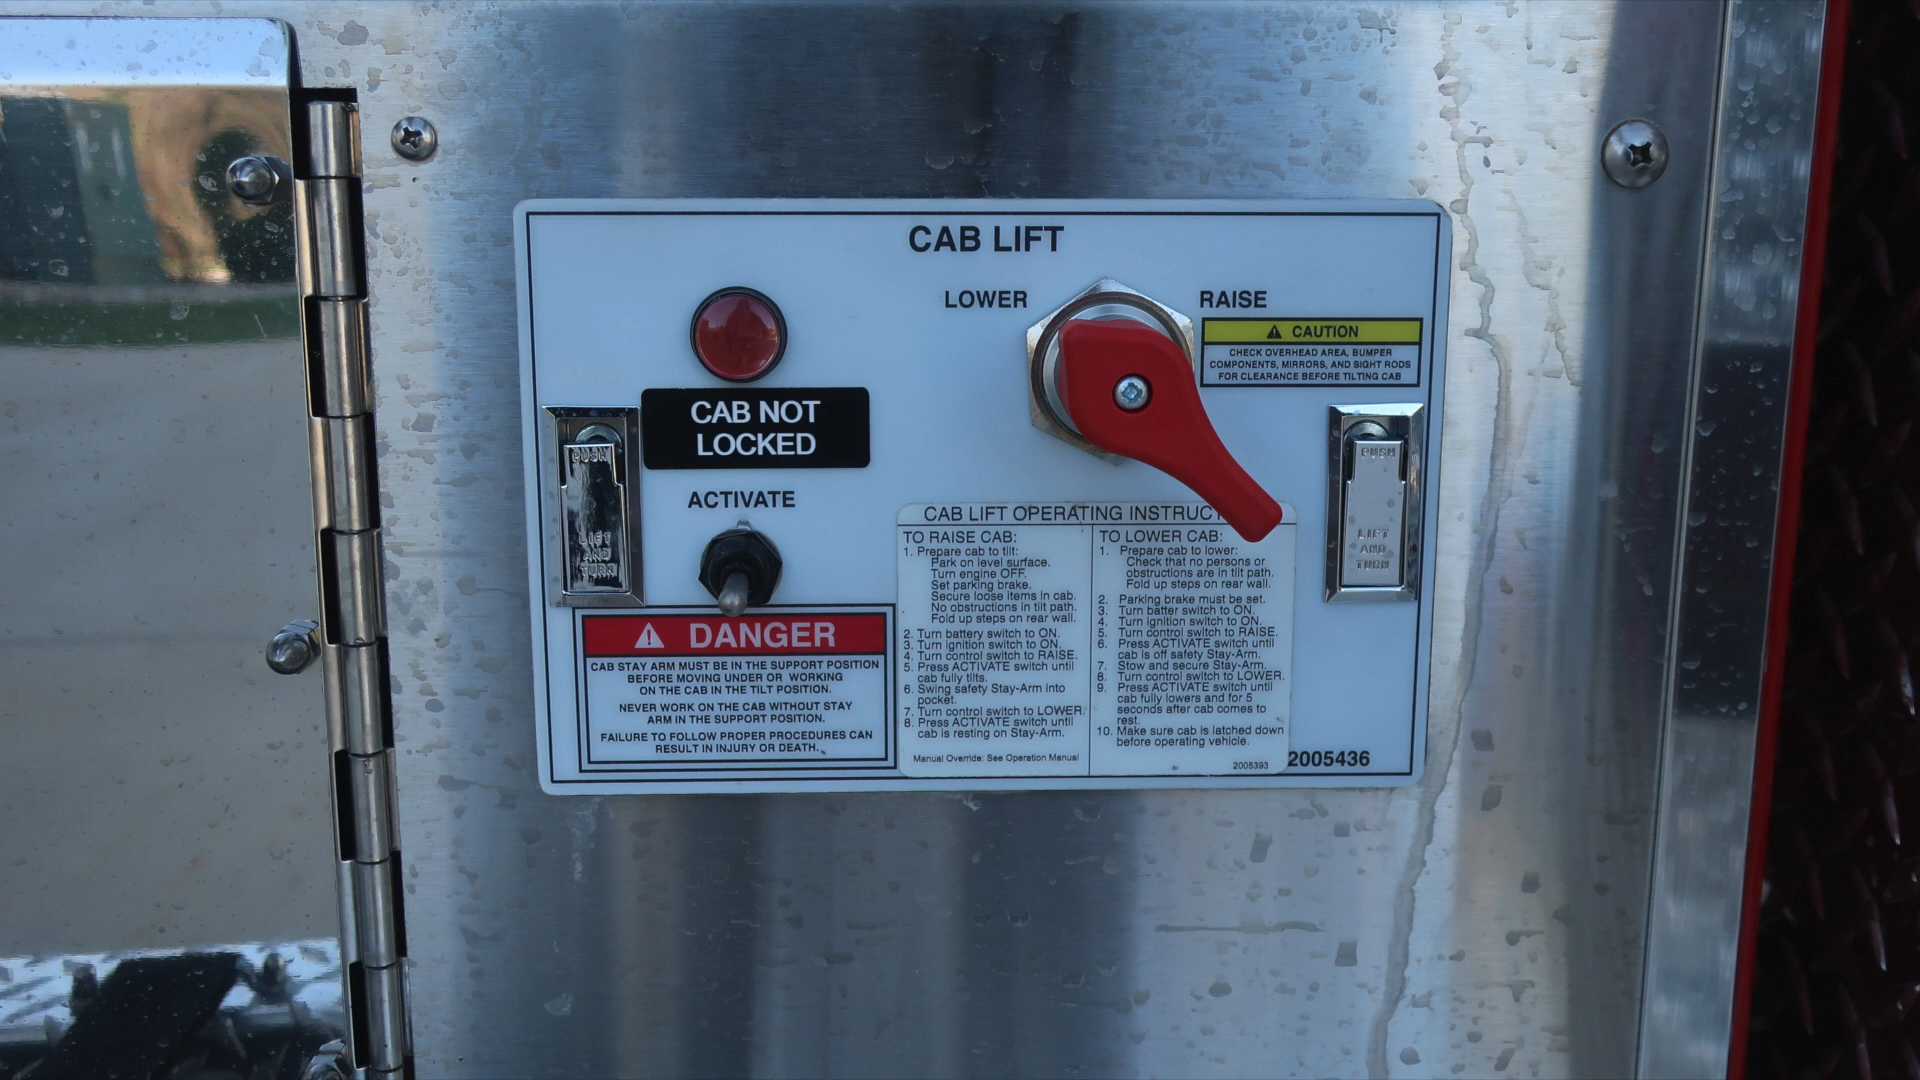 CAB LIFT
LOWER
RAISE
CAUTION
CHECK OVERHEAD AREA, BUMPER
COMPONENTS, MIRRORS, AND SIGHT RODS
FOR CLEARANCE BEFORE TILTING CAB
CAB NOT
LOCKED
PUSH
LIFT
AND
TURN
ACTIVATE
PUSH
LIFT
AND
TURN
DANGER
CAB STAY ARM MUST BE IN THE SUPPORT POSITION
BEFORE MOVING UNDER OR WORKING
ON THE CAB IN THE TILT POSITION.
NEVER WORK ON THE CAB WITHOUT STAY
ARM IN THE SUPPORT POSITION.
FAILURE TO FOLLOW PROPER PROCEDURES CAN
RESULT IN INJURY OR DEATH.
CAB LIFT OPERATING INSTRUCT
TO RAISE CAB:
1. Prepare cab to tilt:
Park on level surface.
Turn engine OFF.
Set parking brake.
Secure loose items in cab.
No obstructions in tilt path.
Fold up steps on rear wall.
2. Turn battery switch to ON.
3. Turn ignition switch to ON.
4. Turn control switch to RAISE.
5. Press ACTIVATE switch until
cab fully tilts.
6. Swing safety Stay-Arm into
pocket.
7. Turn control switch to LOWER.
8. Press ACTIVATE switch until
cab is resting on Stay-Arm.
Manual Override: See Operation Manual
TO LOWER CAB:
1. Prepare cab to lower:
Check that no persons or
obstructions are in tilt path.
Fold up steps on rear wall.
2. Parking brake must be set.
3. Turn batter switch to ON.
4. Turn ignition switch to ON.
5. Turn control switch to RAISE.
6. Press ACTIVATE switch until
cab is off safety Stay-Arm.
7. Stow and secure Stay-Arm.
8. Turn control switch to LOWER.
9. Press ACTIVATE switch until
cab fully lowers and for 5
seconds after cab comes to
rest.
10. Make sure cab is latched down
before operating vehicle.
2005393
2005436